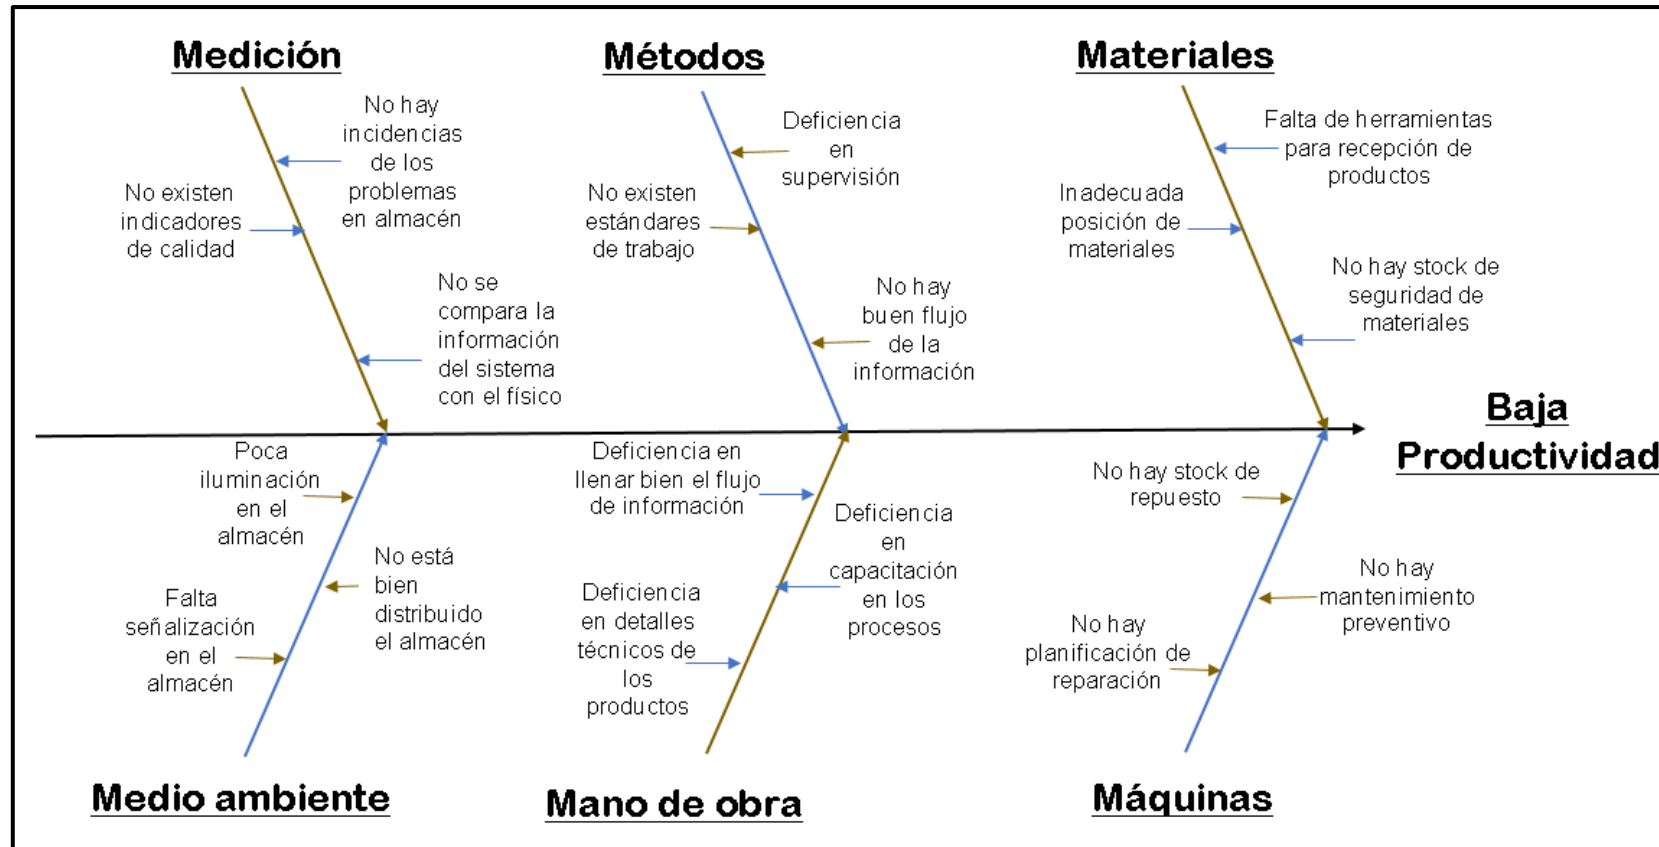 Medición
No hay
incidencias
de los
problemas
en almacén
No existen
indicadores
de calidad
No se
compara la
información
del sistema
con el físico
Métodos
Deficiencia
en
supervisión
No existen
estándares
de trabajo
No hay
buen flujo
de la
información
Materiales
Falta de herramientas
para recepción de
productos
Inadecuada
posición de
materiales
No hay stock de
seguridad de
materiales
Baja
Productividad
Poca
iluminación
en el
almacén
No está
bien
distribuido
el almacén
Falta
señalización
en el
almacén
Medio ambiente
Deficiencia en
llenar bien el flujo
de información
Deficiencia
en
capacitación
en los
procesos
Deficiencia
en detalles
técnicos de
los
productos
Mano de obra
No hay stock de
repuesto
No hay
mantenimiento
preventivo
No hay
planificación de
reparación
Máquinas